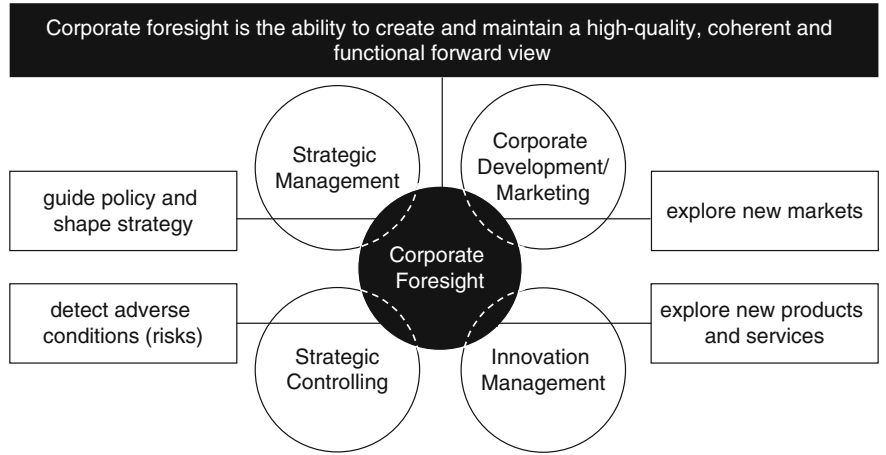 Corporate foresight is the ability to create and maintain a high-quality, coherent and
functional forward view
Strategic
Management
Corporate
Development/
Marketing
guide policy and
shape strategy
explore new markets
Corporate
Foresight
detect adverse
conditions (risks)
explore new products
and services
Strategic
Controlling
Innovation
Management